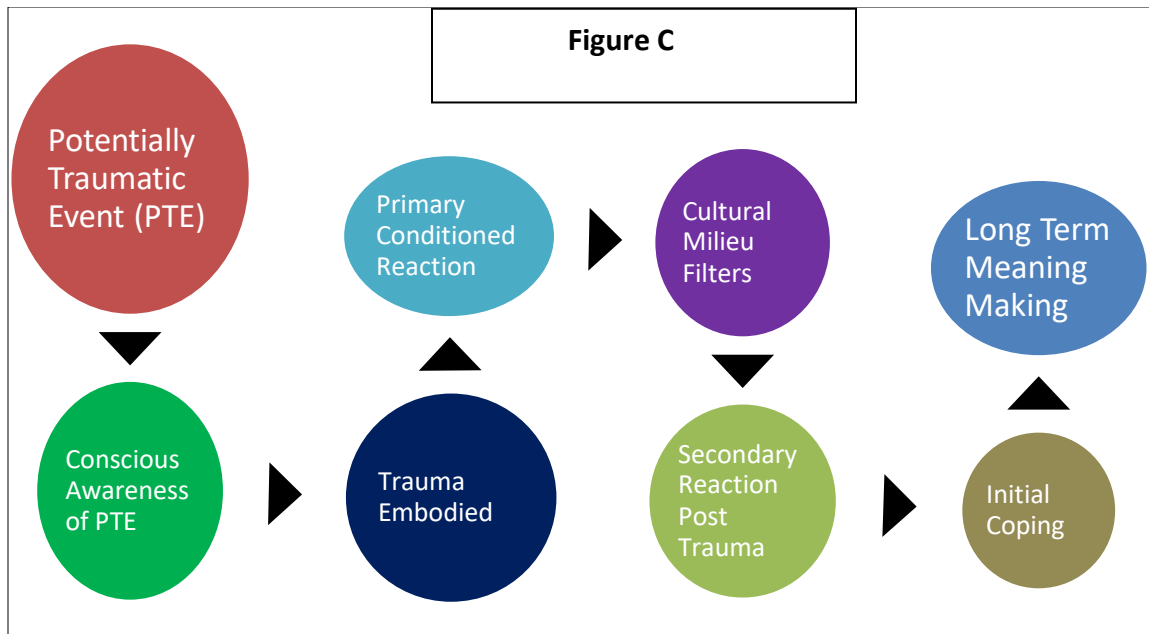 Figure C
Potentially
Traumatic
Event (PTE)
Conscious
Awareness
of PTE
Trauma
Embodied
Primary
Conditioned
Reaction
Cultural
Milieu
Filters
Secondary
Reaction
Post
Trauma
Initial
Coping
Long Term
Meaning
Making